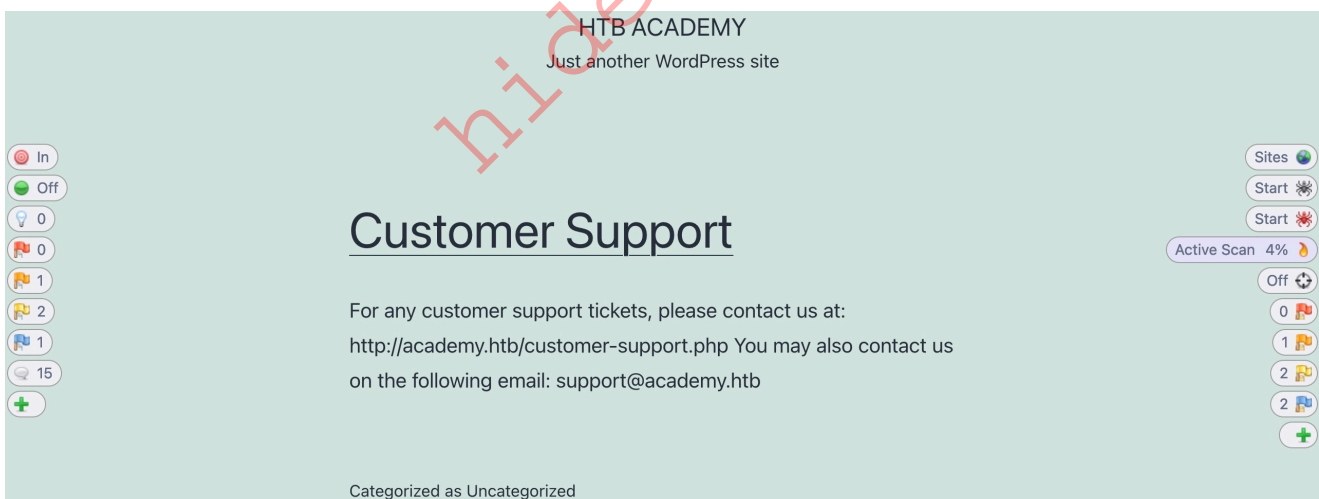 HTB ACADEMY
Just another WordPress site
hide
In
Off
0
0
1
2
1
15
Customer Support
For any customer support tickets, please contact us at:
http://academy.htb/customer-support.php You may also contact us
on the following email: support@academy.htb
Categorized as Uncategorized
Sites
Start
Start
Active Scan 4%
Off
0
1
2
2